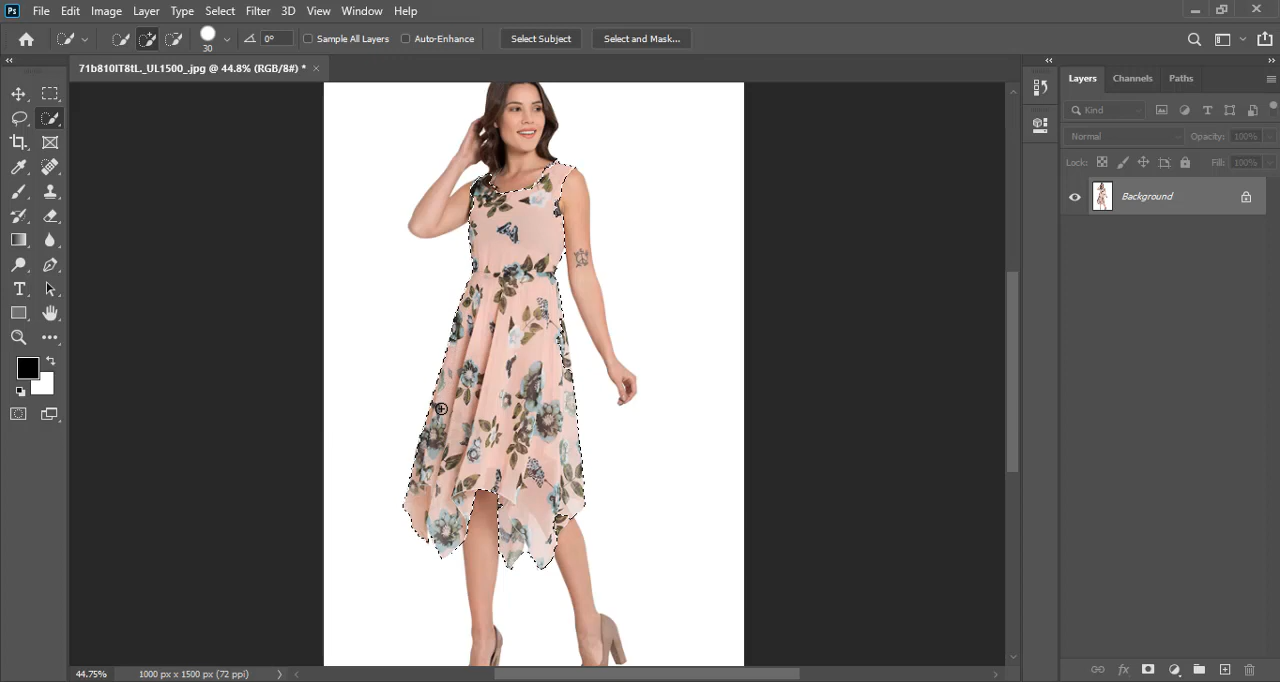 Ps File Edit Image Layer Type Select Filter 3D View Window Help
30 0° Sample All Layers Auto-Enhance Select Subject Select and Mask...
71b810IT8tL._UL1500_.jpg @ 44.8% (RGB/8#) * ×
Layers Channels Paths
Kind
Normal Opacity: 100%
Lock: Fill: 100%
Background
44.75% 1000 px x 1500 px (72 ppi)